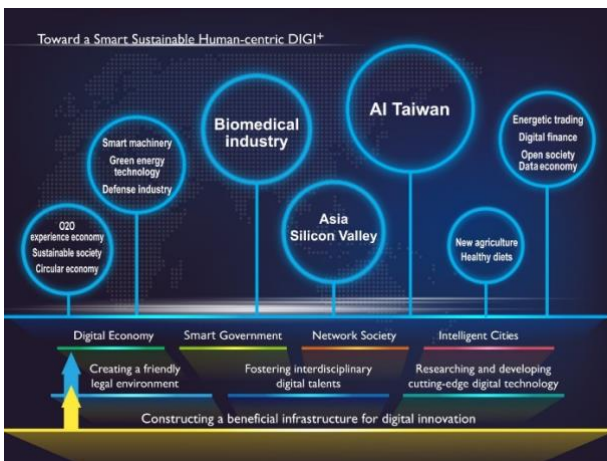 Toward a Smart Sustainable Human-centric DIGI+
O2O
experience economy
Sustainable society
Circular economy
Smart machinery
Green energy
technology
Defense industry
Biomedical
industry
Asia
Silicon Valley
AI Taiwan
New agriculture
Healthy diets
Energetic trading
Digital finance
Open society
Data economy
Digital Economy
Smart Government
Network Society
Intelligent Cities
Creating a friendly
legal environment
Fostering interdisciplinary
digital talents
Researching and developing
cutting-edge digital technology
Constructing a beneficial infrastructure for digital innovation